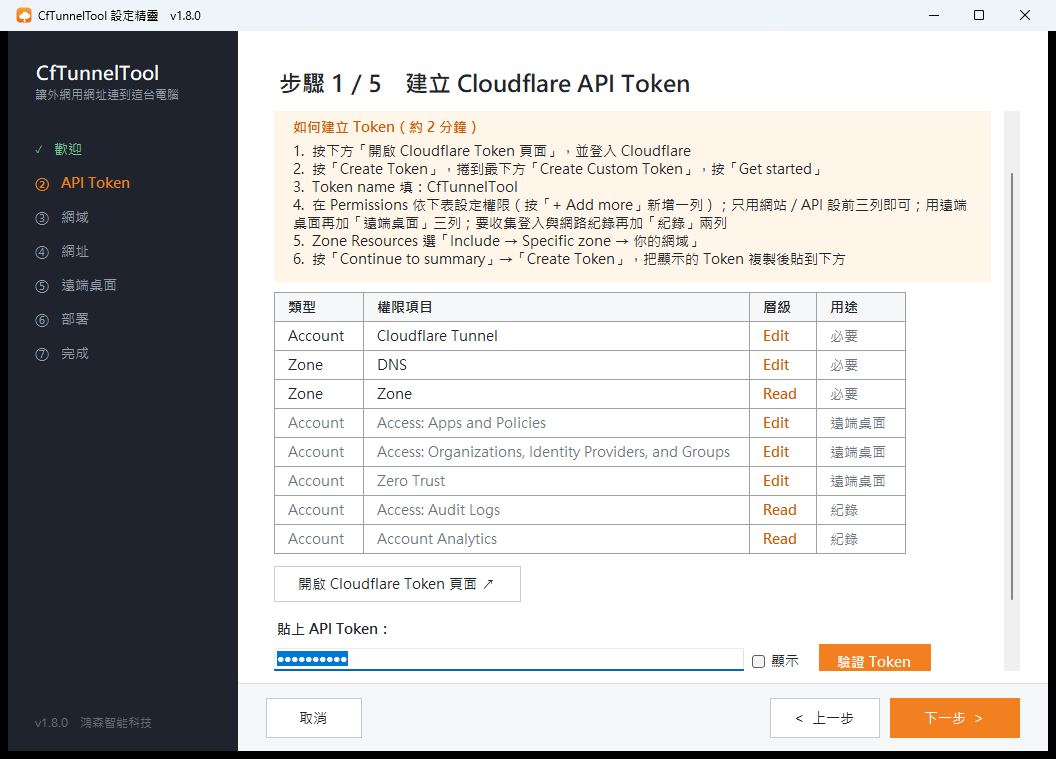 CfTunnelTool 設定精靈 v1.8.0
CfTunnelTool
讓外網用網址連到這台電腦
✓ 歡迎
② API Token
③ 網域
④ 網址
⑤ 遠端桌面
⑥ 部署
⑦ 完成
v1.8.0 鴻森智能科技
步驟 1 / 5 建立 Cloudflare API Token
如何建立 Token（約 2 分鐘）
1. 按下方「開啟 Cloudflare Token 頁面」，並登入 Cloudflare
2. 按「Create Token」，捲到最下方「Create Custom Token」，按「Get started」
3. Token name 填：CfTunnelTool
4. 在 Permissions 依下表設定權限（按「+ Add more」新增一列）；只用網站 / API 設前三列即可；用遠端
桌面再加「遠端桌面」三列；要收集登入與網路紀錄再加「紀錄」兩列
5. Zone Resources 選「Include → Specific zone → 你的網域」
6. 按「Continue to summary」→「Create Token」，把顯示的 Token 複製後貼到下方
類型 權限項目 層級 用途
Account Cloudflare Tunnel Edit 必要
Zone DNS Edit 必要
Zone Zone Read 必要
Account Access: Apps and Policies Edit 遠端桌面
Account Access: Organizations, Identity Providers, and Groups Edit 遠端桌面
Account Zero Trust Edit 遠端桌面
Account Access: Audit Logs Read 紀錄
Account Account Analytics Read 紀錄
開啟 Cloudflare Token 頁面 ↗
貼上 API Token：
●●●●●●●●●● 顯示 驗證 Token
取消 < 上一步 下一步 >